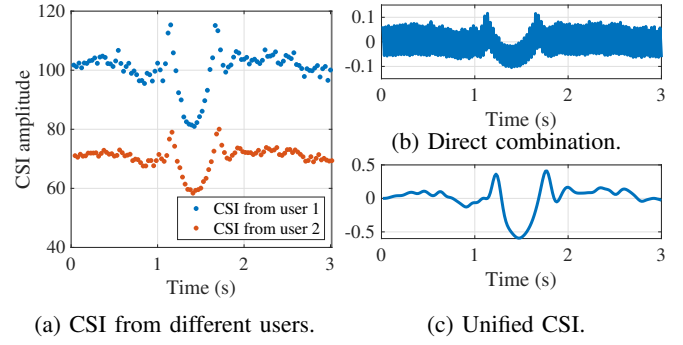 120
100
80
60
40
CSI amplitude
CSI from user 1
CSI from user 2
0 1 2 3
Time (s)
(a) CSI from different users.
0.1
0
-0.1
0 1 2 3
Time (s)
(b) Direct combination.
0.5
0
-0.5
0 1 2 3
Time (s)
(c) Unified CSI.